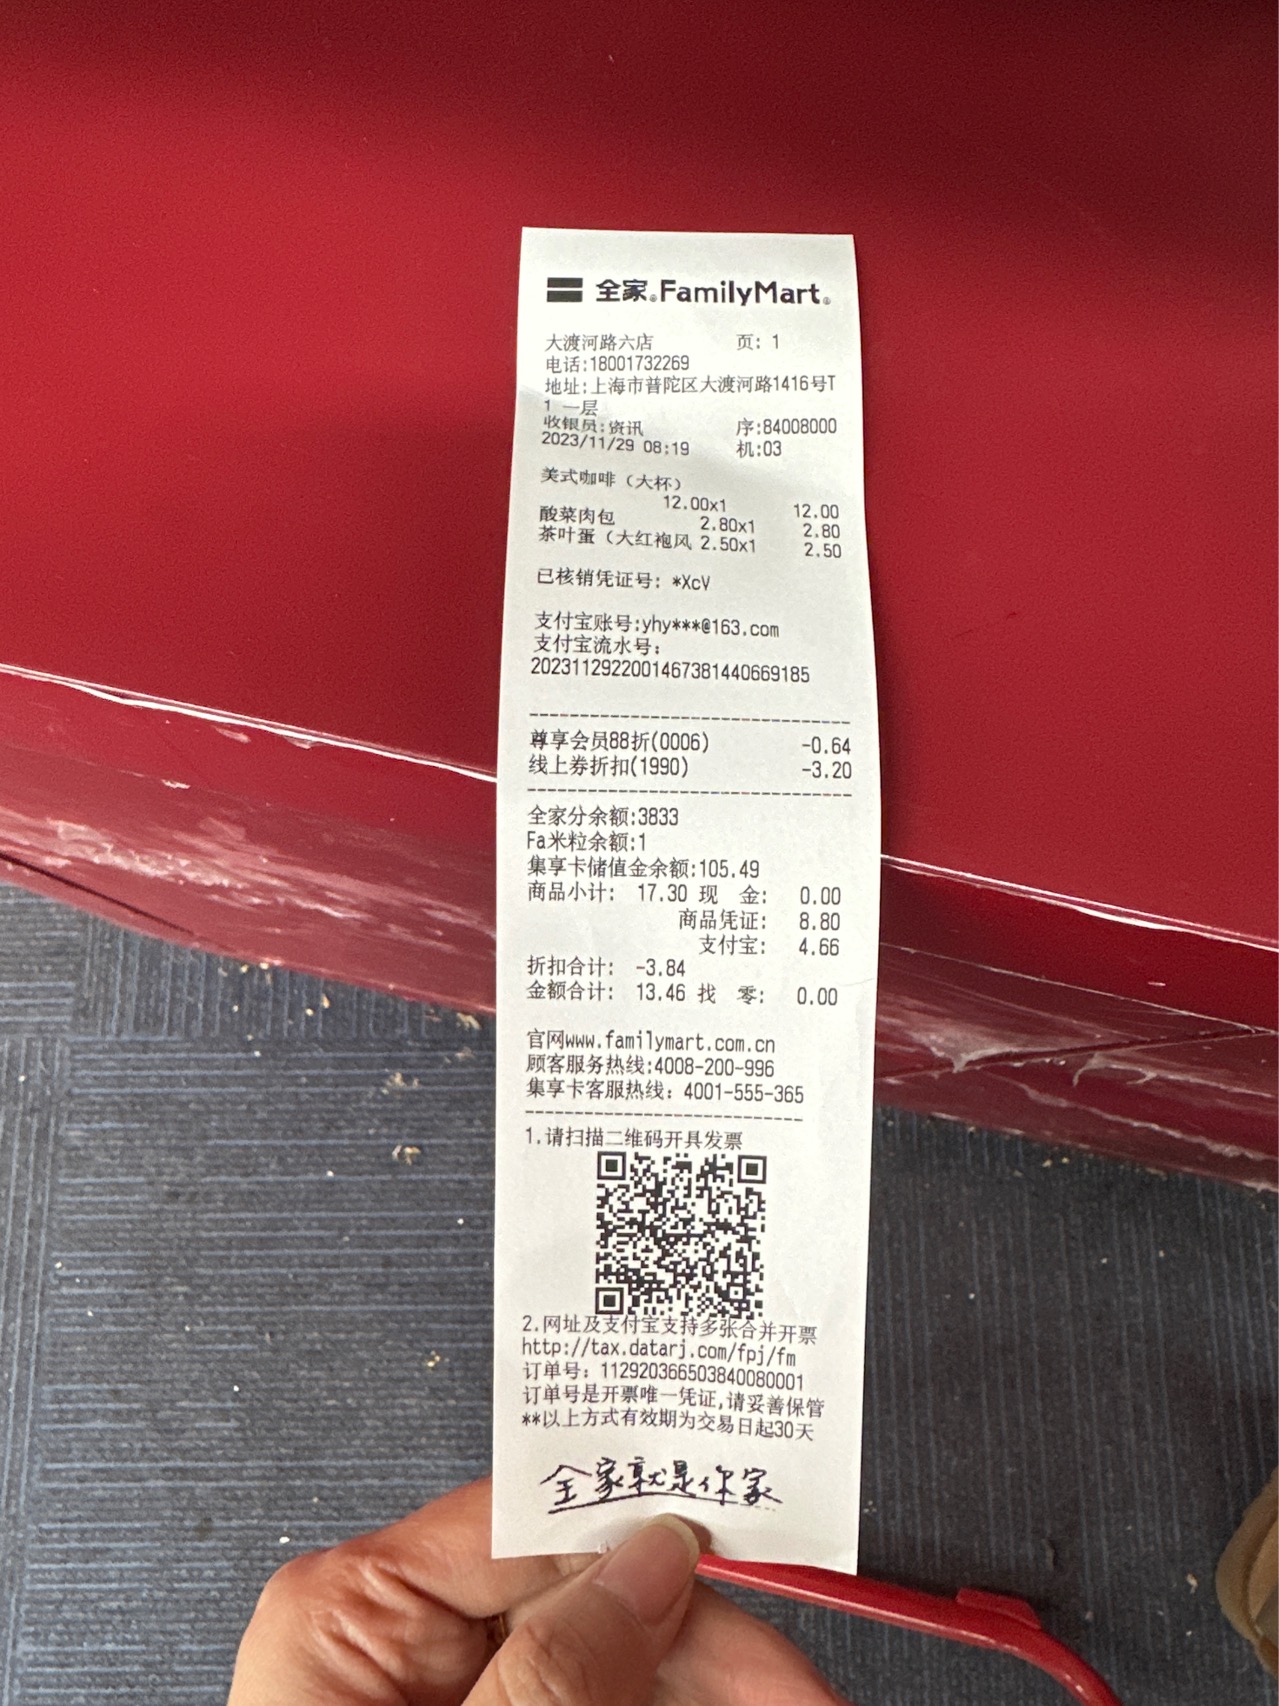 全家 FamilyMart
大渡河路六店 页: 1
电话:18001732269
地址:上海市普陀区大渡河路1416号T
1 一层
收银员:资讯 序:84008000
2023/11/29 08:19 机:03
美式咖啡（大杯）
12.00x1 12.00
酸菜肉包 2.80x1 2.80
茶叶蛋（大红袍风 2.50x1 2.50
已核销凭证号: *XcV
支付宝账号:yhy***@163.com
支付宝流水号:
2023112922001467381440669185
尊享会员88折(0006) -0.64
线上券折扣(1990) -3.20
全家分余额:3833
Fa米粒余额:1
集享卡储值金余额:105.49
商品小计: 17.30 现 金: 0.00
商品凭证: 8.80
支付宝: 4.66
折扣合计: -3.84
金额合计: 13.46 找 零: 0.00
官网www.familymart.com.cn
顾客服务热线:4008-200-996
集享卡客服热线: 4001-555-365
1.请扫描二维码开具发票
2.网址及支付宝支持多张合并开票
http://tax.datarj.com/fpj/fm
订单号: 112920366503840080001
订单号是开票唯一凭证,请妥善保管
**以上方式有效期为交易日起30天
全家就是你家